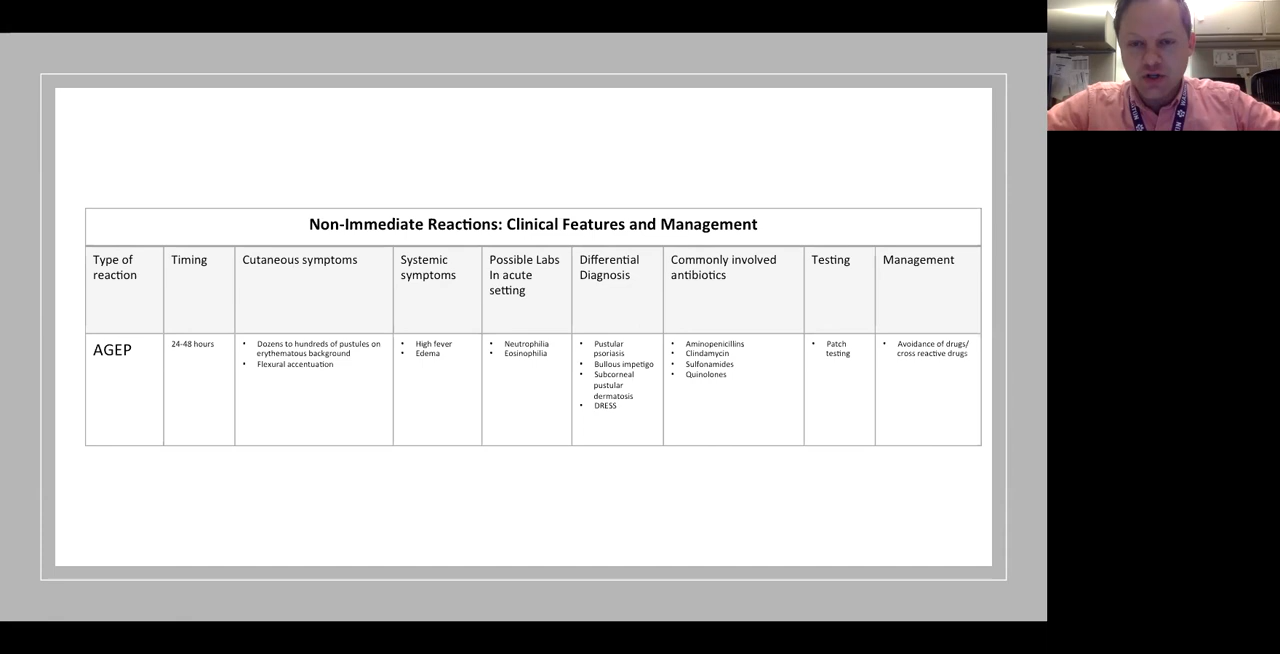 Non-Immediate Reactions: Clinical Features and Management
Type of
reaction
Timing
Cutaneous symptoms
Systemic
symptoms
Possible Labs
In acute
setting
Differential
Diagnosis
Commonly involved
antibiotics
Testing
Management
AGEP
24-48 hours
• Dozens to hundreds of pustules on
erythematous background
• Flexural accentuation
• High fever
• Edema
• Neutrophilia
• Eosinophilia
• Pustular
psoriasis
• Bullous impetigo
• Subcorneal
pustular
dermatosis
• DRESS
• Aminopenicillins
• Clindamycin
• Sulfonamides
• Quinolones
• Patch
testing
• Avoidance of drugs/
cross reactive drugs